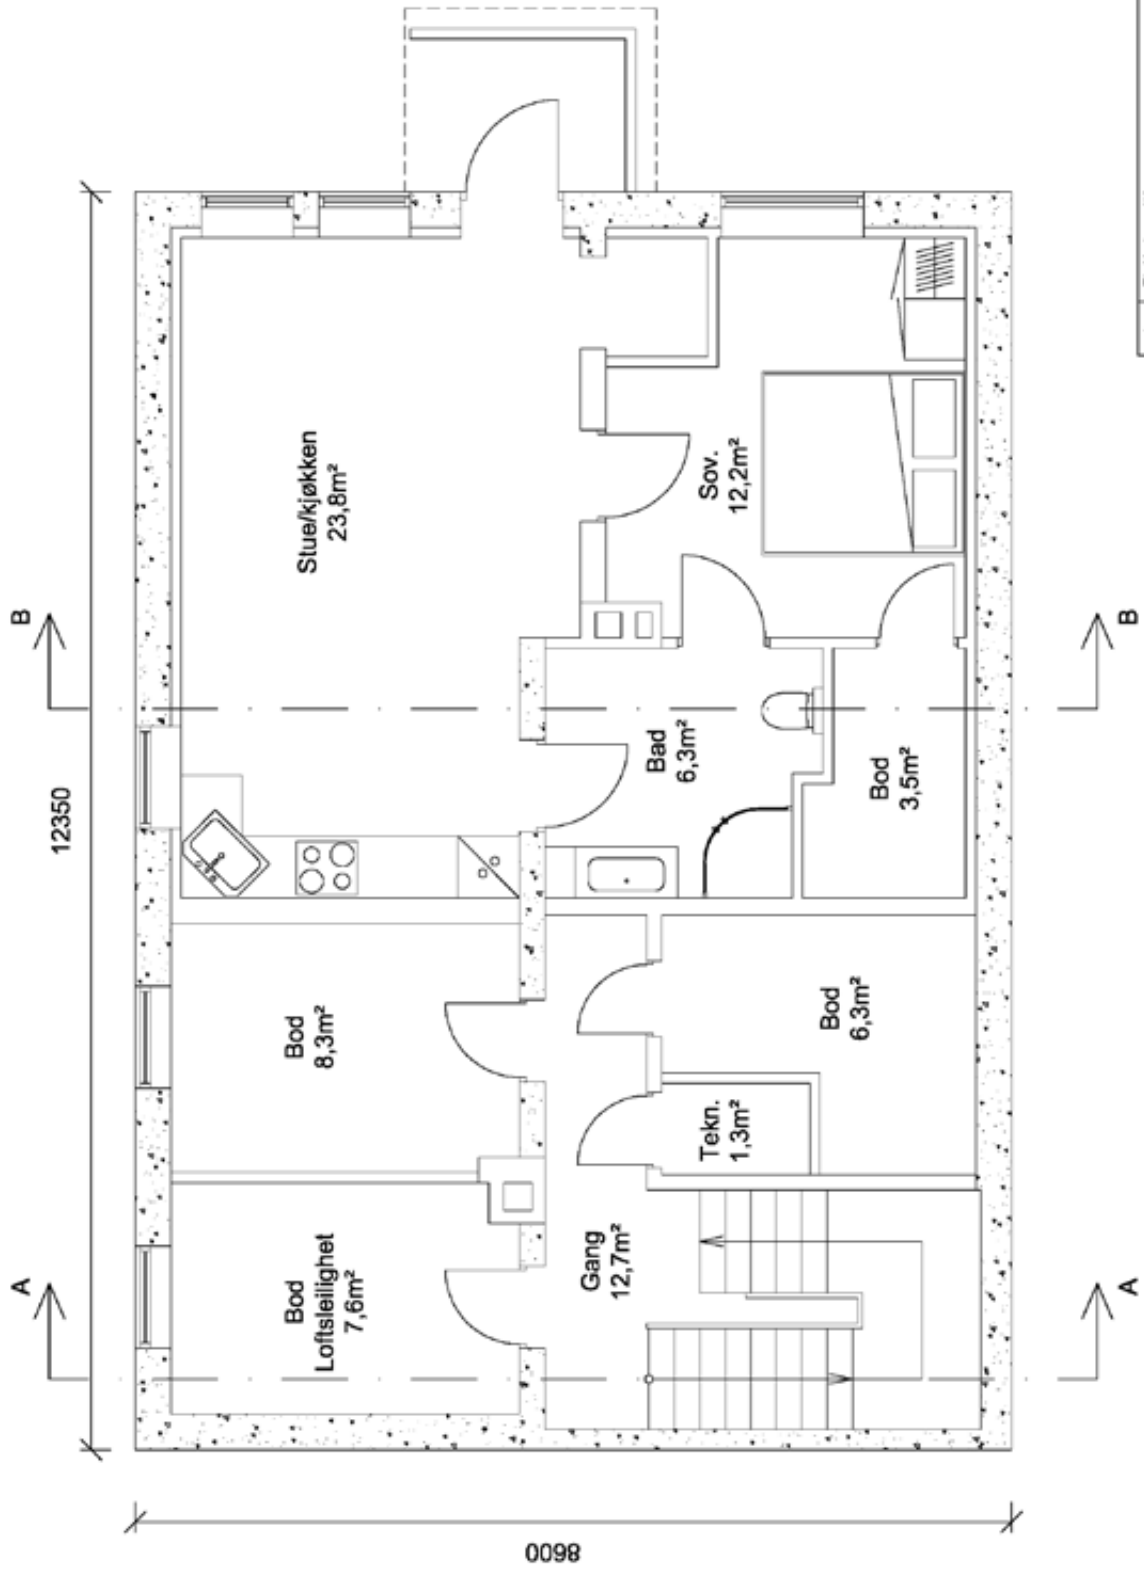 12350
8600
A
A
B
B
Stue/kjøkken
23,8m²
Sov.
12,2m²
Bad
6,3m²
Bod
3,5m²
Bod
8,3m²
Bod
6,3m²
Tekn.
1,3m²
Gang
12,7m²
Bod
Loftsleilighet
7,6m²